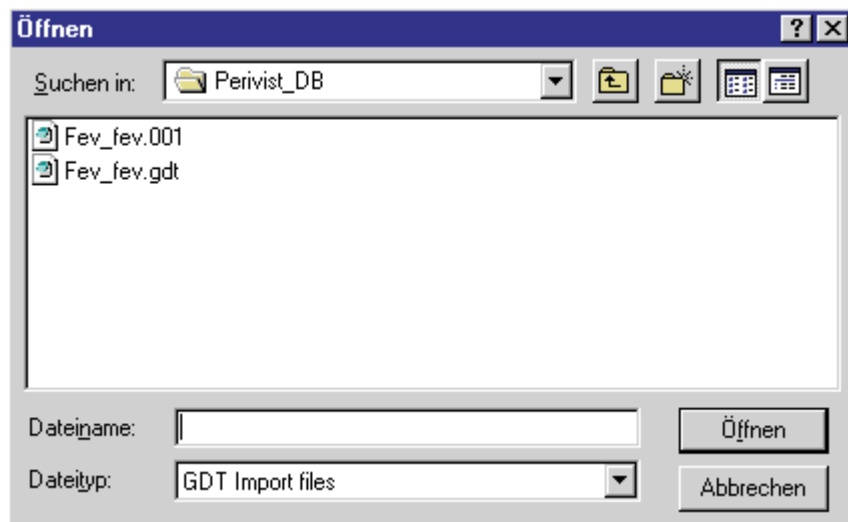 Öffnen
Suchen in: Perivist_DB
Fev_fev.001
Fev_fev.gdt
Dateiname: Öffnen
Dateityp: GDT Import files Abbrechen